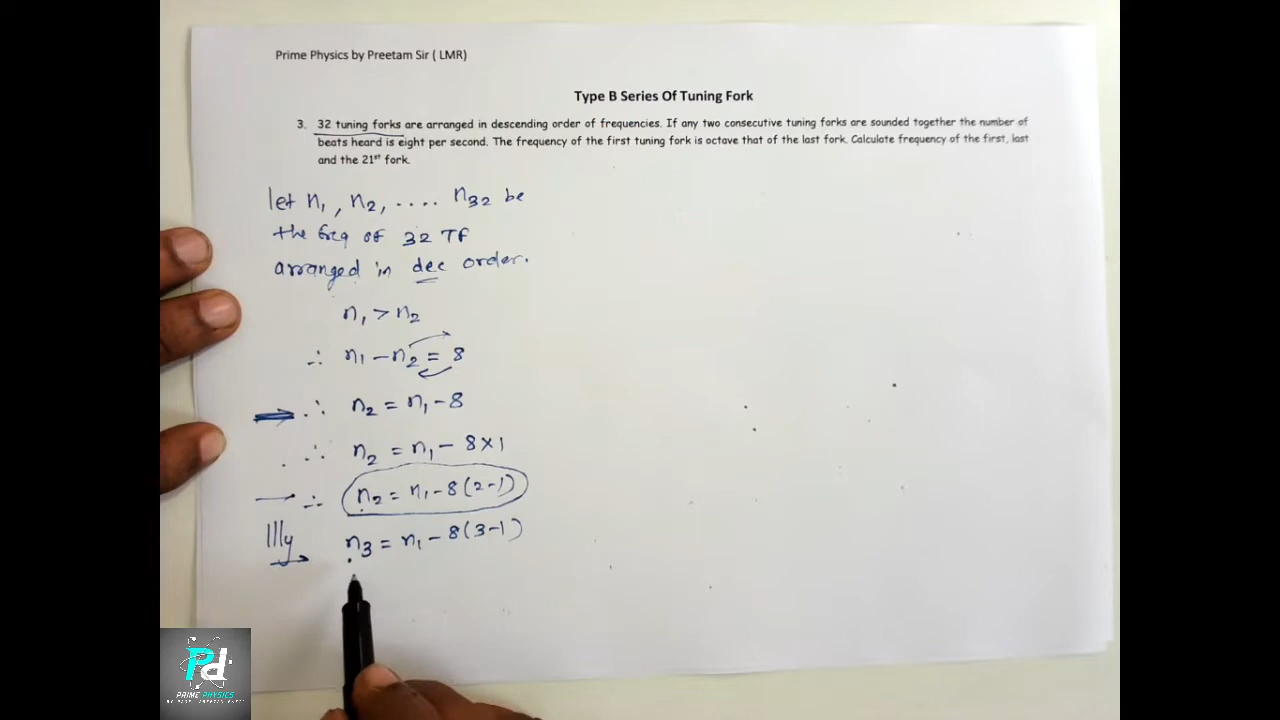 Prime Physics by Preetam Sir ( LMR)
Type B Series Of Tuning Fork
3. 32 tuning forks are arranged in descending order of frequencies. If any two consecutive tuning forks are sounded together the number of
beats heard is eight per second. The frequency of the first tuning fork is octave that of the last fork. Calculate frequency of the first, last
and the 21st fork.
let n₁, n₂, .... n₃₂ be
the freq of 32 TF
arranged in dec order.
n₁ > n₂
∴ n₁ − n₂ = 8
∴ n₂ = n₁ − 8
∴ n₂ = n₁ − 8 × 1
∴ n₂ = n₁ − 8 (2−1)
Illy n₃ = n₁ − 8 (3−1)
Pd
PRIME PHYSICS